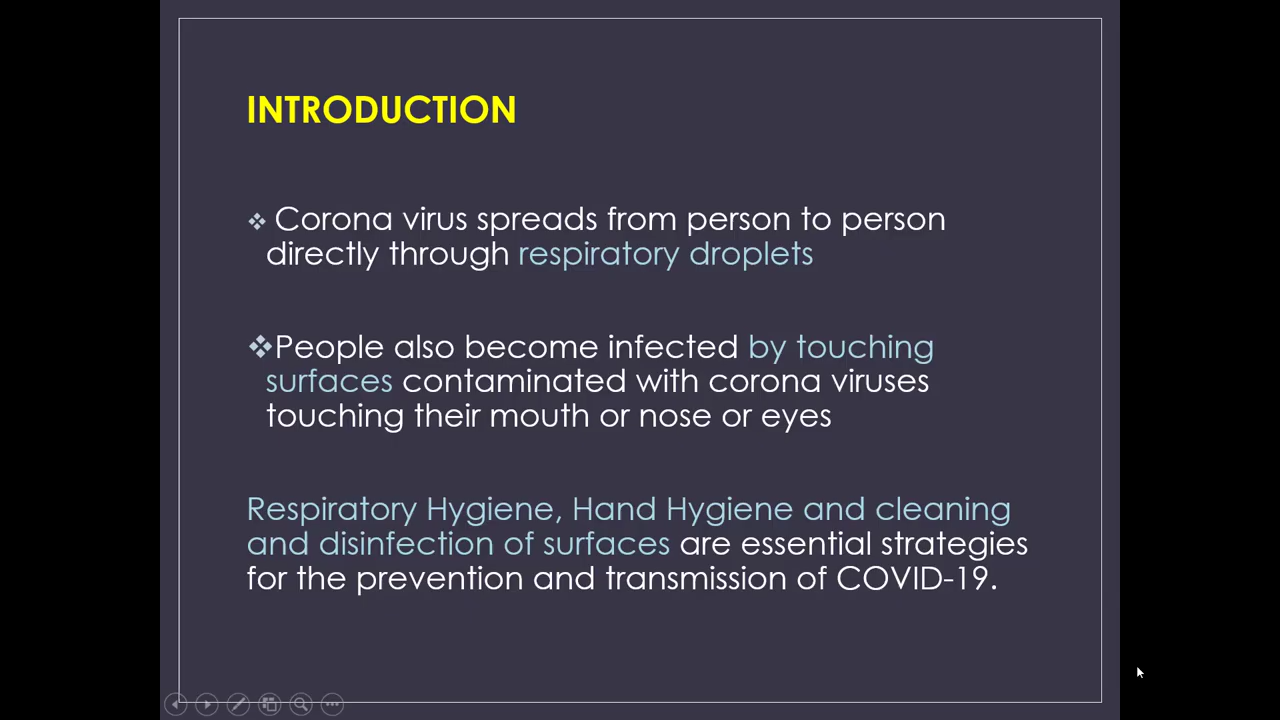 INTRODUCTION
❖ Corona virus spreads from person to person
directly through respiratory droplets
❖People also become infected by touching
surfaces contaminated with corona viruses
touching their mouth or nose or eyes
Respiratory Hygiene, Hand Hygiene and cleaning
and disinfection of surfaces are essential strategies
for the prevention and transmission of COVID-19.